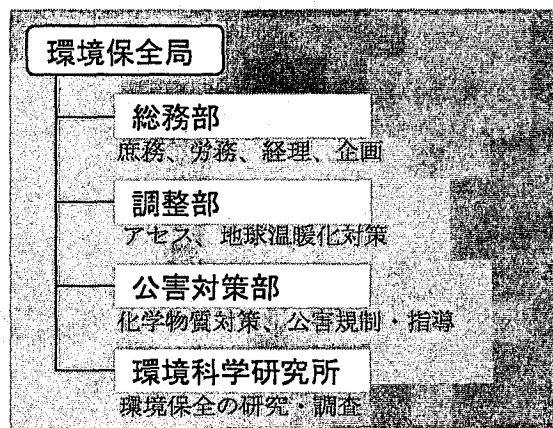 環境保全局
総務部
庶務、労務、経理、企画
調整部
アセス、地球温暖化対策
公害対策部
化学物質対策、公害規制・指導
環境科学研究所
環境保全の研究・調査